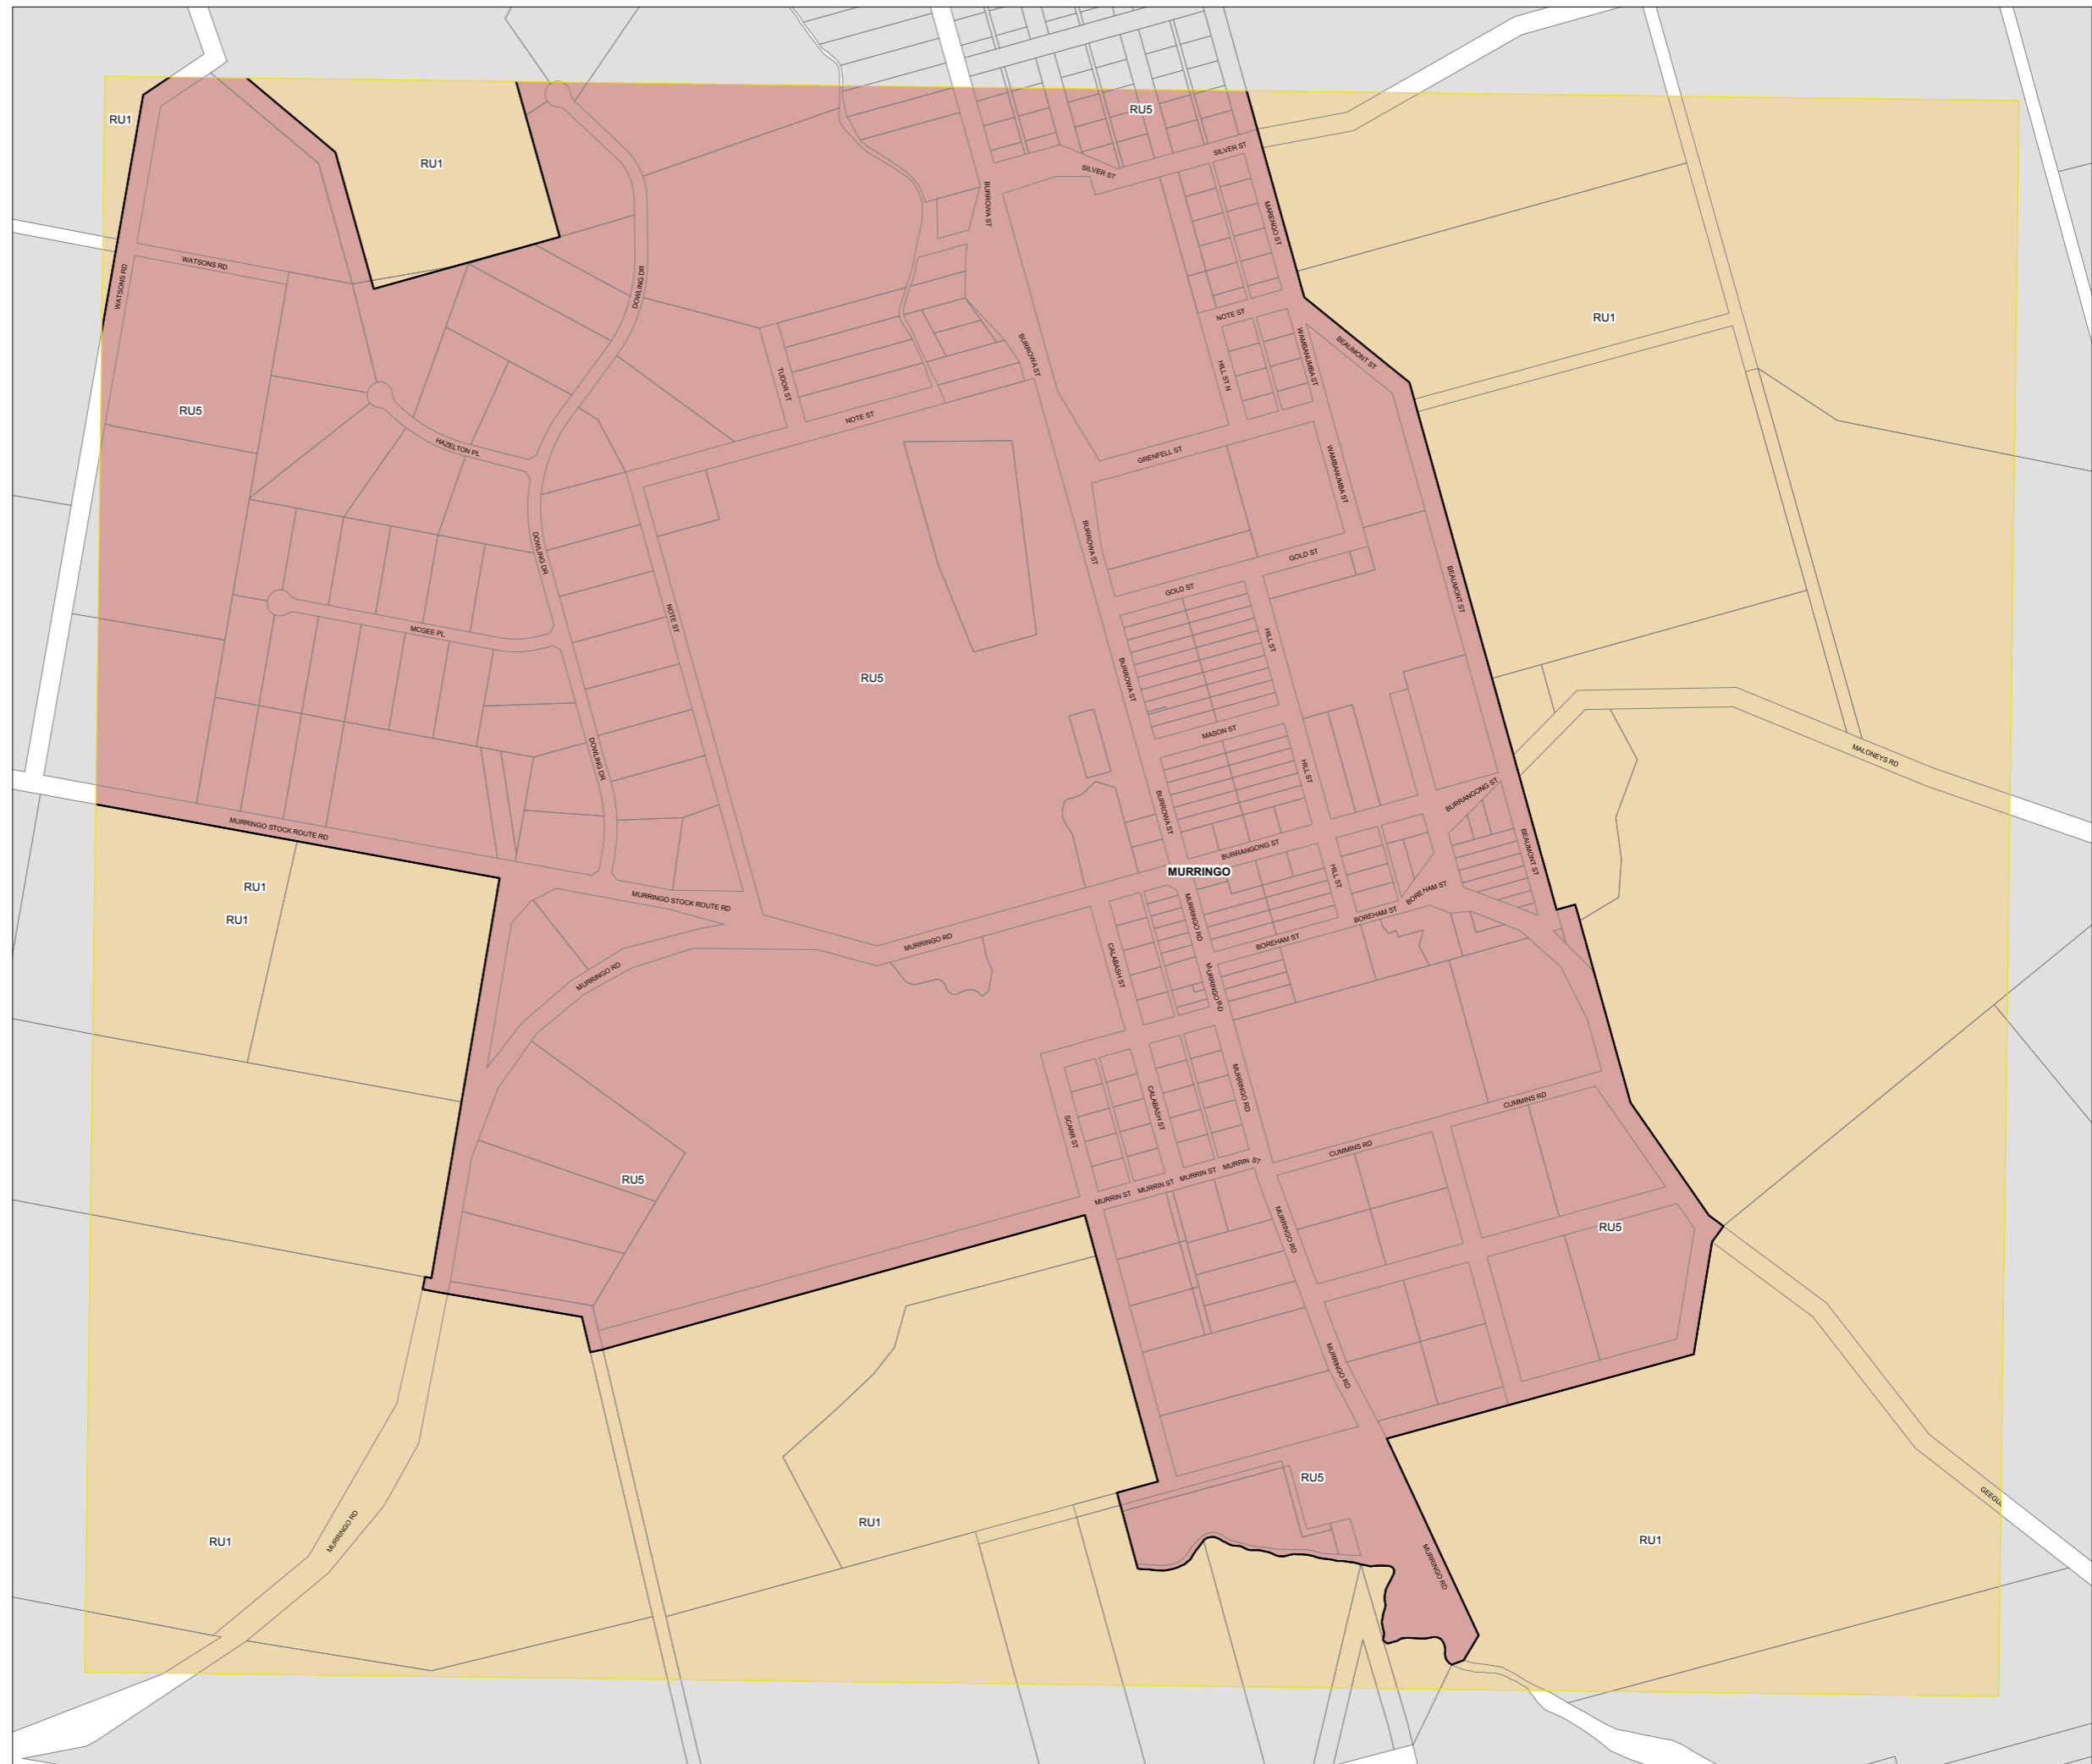 RU5
RU1
RU1
SILVER ST
SILVER ST
BURROWA ST
MARENGO ST
WATSONS RD
WATSONS RD
DOWLING DR
NOTE ST
RU1
BURROWA ST
WAMBANUMBA ST
BEAUMONT ST
TUDOR ST
HILL ST N
RU5
NOTE ST
HAZELTON PL
GRENFELL ST
WAMBANUMBA ST
BURROWA ST
DOWLING DR
GOLD ST
GOLD ST
BEAUMONT ST
NOTE ST
MCGEE PL
HILL ST
RU5
BURROWA ST
MASON ST
DOWLING DR
MALONEYS RD
HILL ST
BURRANGONG ST
BURROWA ST
MURRINGO STOCK ROUTE RD
BURRANGONG ST
BEAUMONT ST
MURRINGO
HILL ST
RU1
RU1
BOREHAM ST
MURRINGO STOCK ROUTE RD
BOREHAM ST
MURRINGO RD
MURRINGO RD
BOREHAM ST
CALABASH ST
MURRINGO RD
MURRINGO RD
MURRINGO RD
CALABASH ST
CUMMINS RD
SCARR ST
CUMMINS RD
RU5
MURRIN ST
MURRIN ST
MURRIN ST
MURRIN ST
RU5
MURRINGO RD
MURRINGO RD
RU5
RU1
RU1
RU1
MURRINGO RD
MURRINGO RD